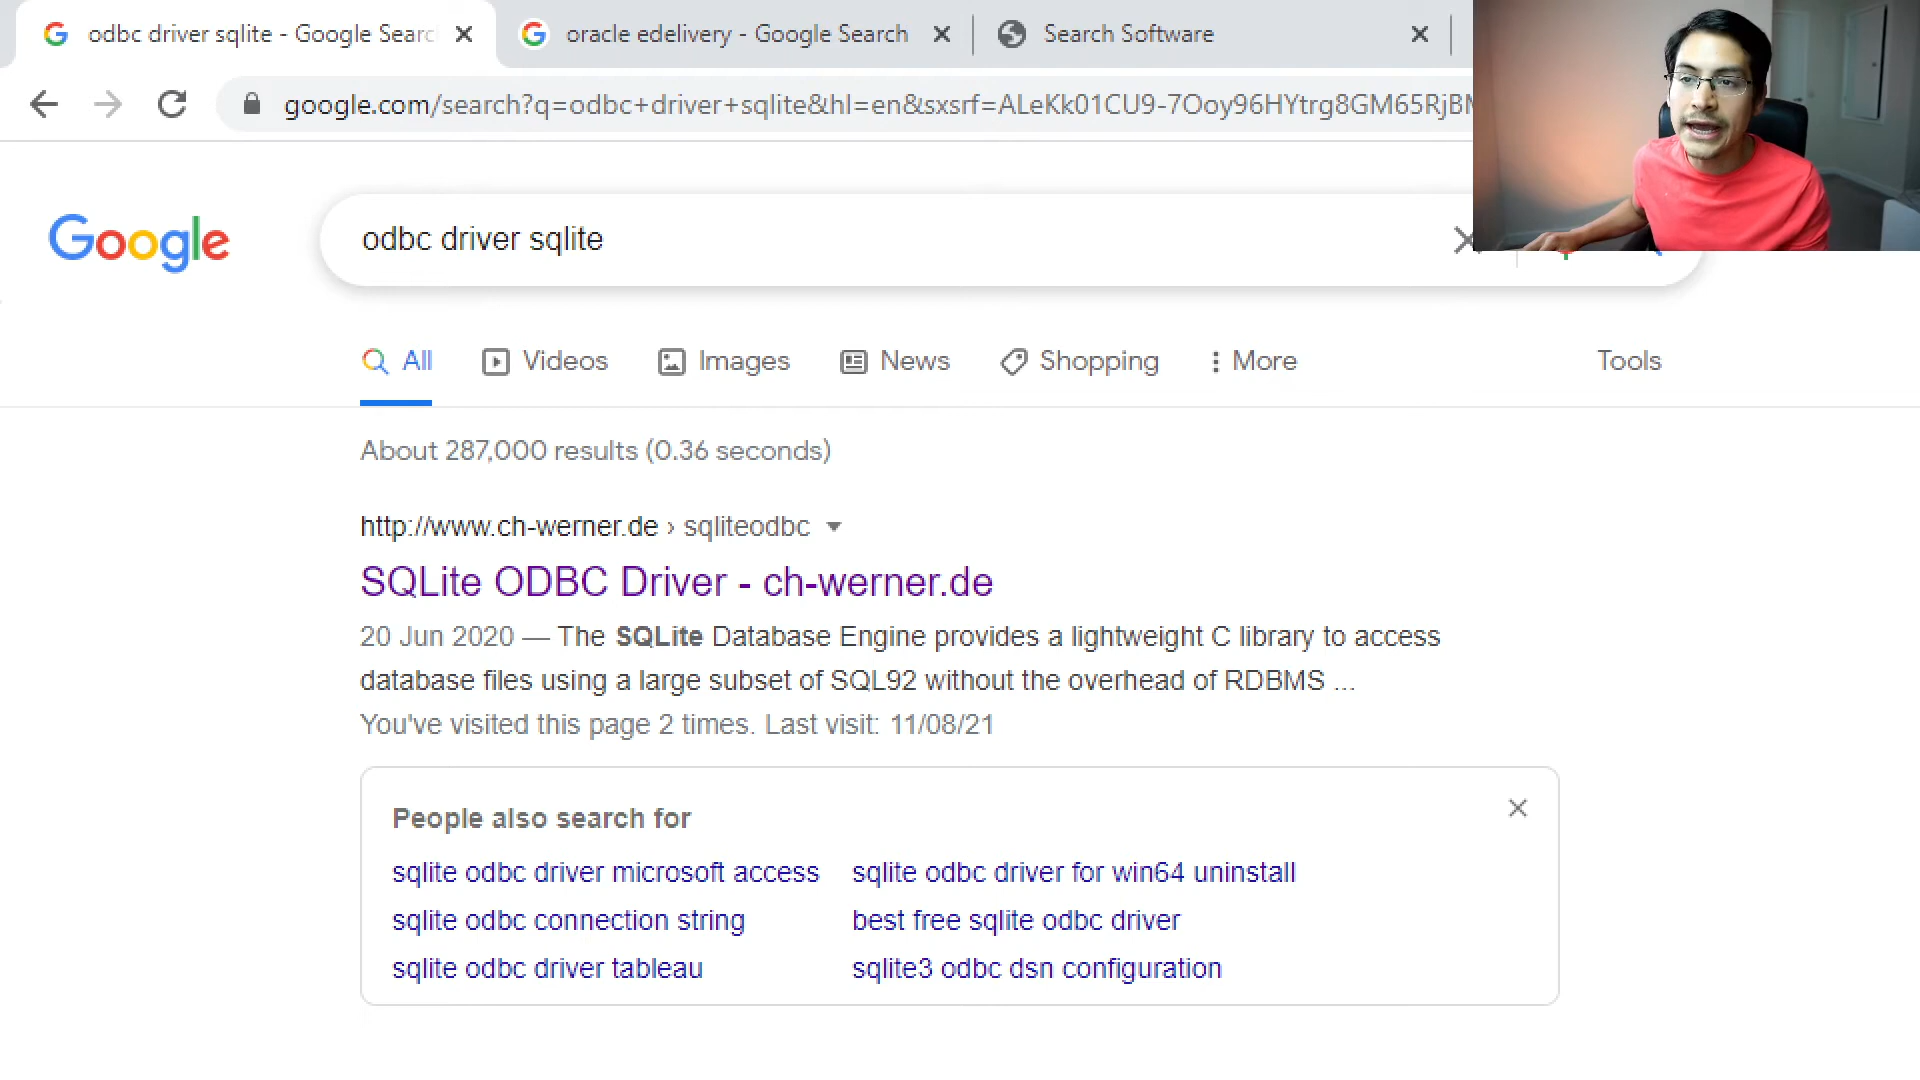 odbc driver sqlite - Google Searc
oracle edelivery - Google Search
Search Software
google.com/search?q=odbc+driver+sqlite&hl=en&sxsrf=ALeKk01CU9-7Ooy96HYtrg8GM65RjBM
Google
odbc driver sqlite
All
Videos
Images
News
Shopping
More
Tools
About 287,000 results (0.36 seconds)
http://www.ch-werner.de › sqliteodbc
SQLite ODBC Driver - ch-werner.de
20 Jun 2020 — The SQLite Database Engine provides a lightweight C library to access
database files using a large subset of SQL92 without the overhead of RDBMS ...
You've visited this page 2 times. Last visit: 11/08/21
People also search for
sqlite odbc driver microsoft access
sqlite odbc driver for win64 uninstall
sqlite odbc connection string
best free sqlite odbc driver
sqlite odbc driver tableau
sqlite3 odbc dsn configuration